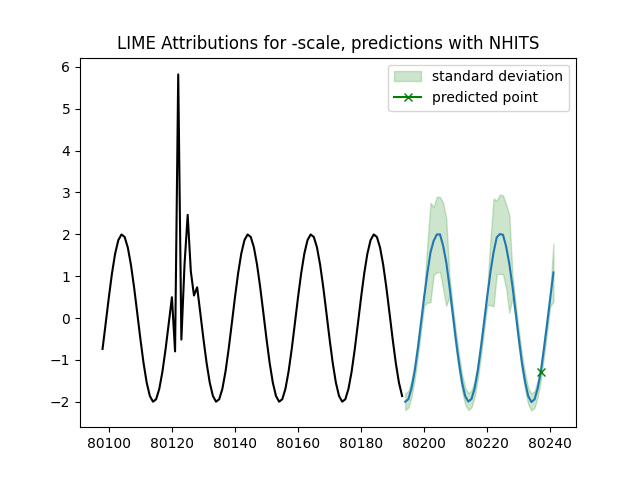 LIME Attributions for -scale, predictions with NHITS
standard deviation
predicted point
6
5
4
3
2
1
0
−1
−2
80100 80120 80140 80160 80180 80200 80220 80240